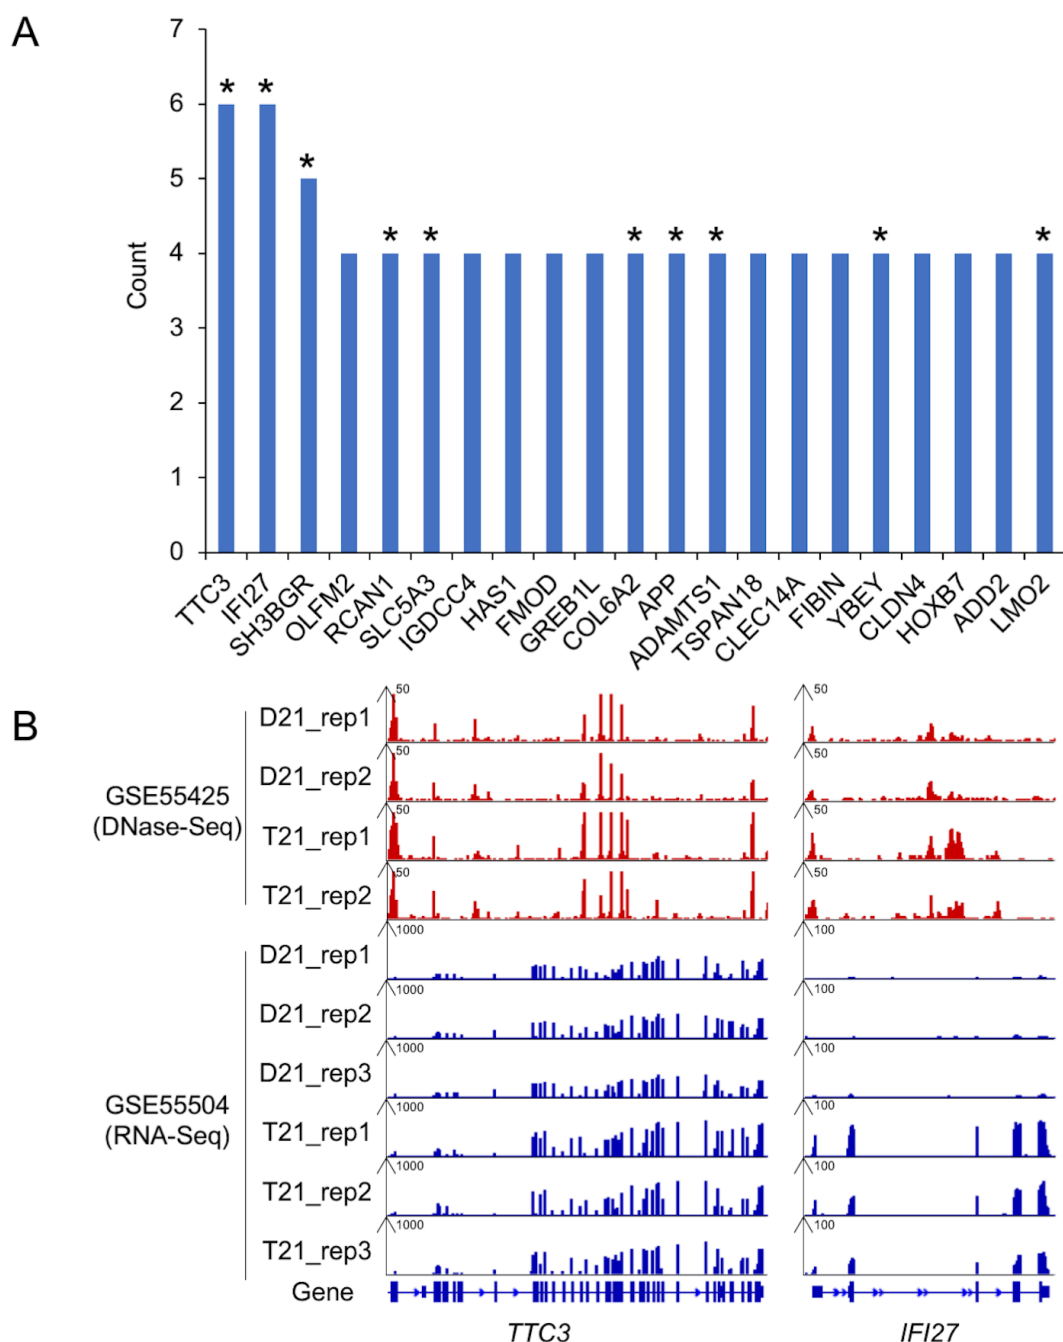 A
7
6
5
4
3
2
1
0
Count
* * * * * * * * * *
TTC3 IFI27 SH3BGR OLFM2 RCAN1 SLC5A3 IGDCC4 HAS1 FMOD GREB1L COL6A2 APP ADAMTS1 TSPAN18 CLEC14A FIBIN YBEY CLDN4 HOXB7 ADD2 LMO2
B
GSE55425
(DNase-Seq)
D21_rep1 50 50
D21_rep2 50 50
T21_rep1 50 50
T21_rep2 50 50
GSE55504
(RNA-Seq)
D21_rep1 1000 100
D21_rep2 1000 100
D21_rep3 1000 100
T21_rep1 1000 100
T21_rep2 1000 100
T21_rep3 1000 100
Gene
TTC3 IFI27